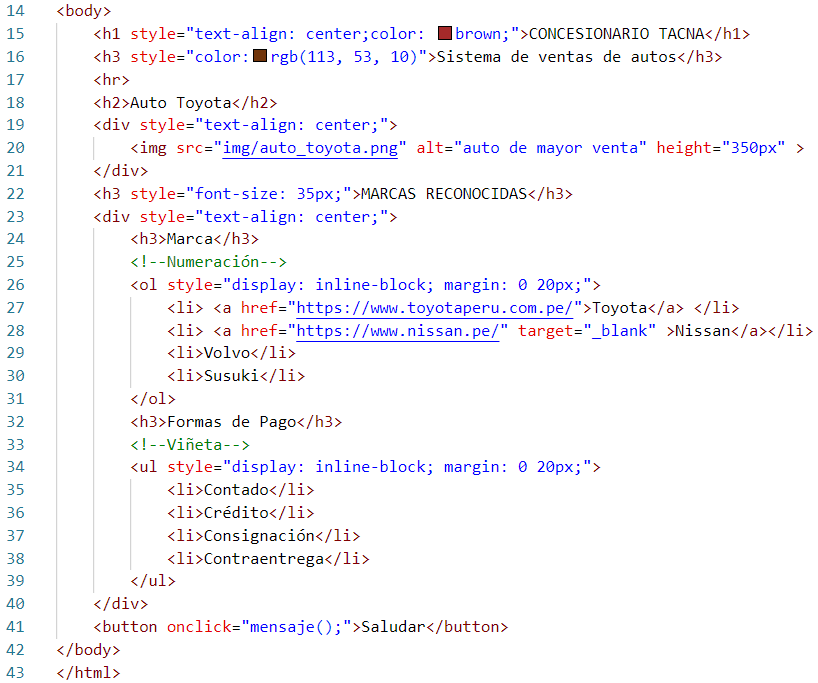 14 <body>
15 <h1 style="text-align: center;color: brown;">CONCESIONARIO TACNA</h1>
16 <h3 style="color:rgb(113, 53, 10)">Sistema de ventas de autos</h3>
17 <hr>
18 <h2>Auto Toyota</h2>
19 <div style="text-align: center;">
20 <img src="img/auto_toyota.png" alt="auto de mayor venta" height="350px" >
21 </div>
22 <h3 style="font-size: 35px;">MARCAS RECONOCIDAS</h3>
23 <div style="text-align: center;">
24 <h3>Marca</h3>
25 <!--Numeración-->
26 <ol style="display: inline-block; margin: 0 20px;">
27 <li> <a href="https://www.toyotaperu.com.pe/">Toyota</a> </li>
28 <li> <a href="https://www.nissan.pe/" target="_blank" >Nissan</a></li>
29 <li>Volvo</li>
30 <li>Susuki</li>
31 </ol>
32 <h3>Formas de Pago</h3>
33 <!--Viñeta-->
34 <ul style="display: inline-block; margin: 0 20px;">
35 <li>Contado</li>
36 <li>Crédito</li>
37 <li>Consignación</li>
38 <li>Contraentrega</li>
39 </ul>
40 </div>
41 <button onclick="mensaje();">Saludar</button>
42 </body>
43 </html>